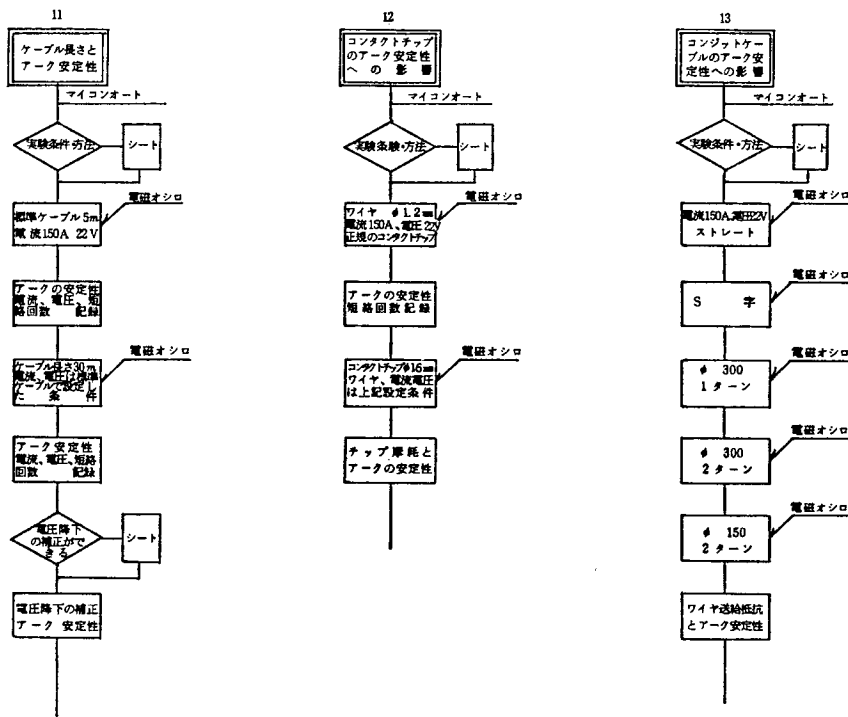 11
ケーブル長さと
アーク安定性
マイコンオート
実験条件・方法
シート
電磁オシロ
標準ケーブル5m
電流150A 22V
アークの安定性
電流、電圧、短
絡回数 記録
電磁オシロ
ケーブル長さ30m
電流、電圧は標準
ケーブルで設定し
た条件
アーク安定性
電流、電圧、短絡
回数 記録
電圧降下
の補正がで
きる
シート
電圧降下の補正
アーク 安定性
12
コンタクトチップ
のアーク安定性
への影響
マイコンオート
実験条験・方法
シート
電磁オシロ
ワイヤ φ1.2mm
電流150A、電圧22V
正規のコンタクトチップ
アークの安定性
短絡回数記録
電磁オシロ
コンタクトチップφ16mm
ワイヤ、電流電圧
は上記設定条件
チップ摩耗と
アークの安定性
13
コンジットケー
ブルのアーク安
定性への影響
マイコンオート
実験条件・方法
シート
電磁オシロ
電流150A、電圧22V
ストレート
電磁オシロ
S 字
電磁オシロ
φ 300
1ターン
電磁オシロ
φ 300
2ターン
電磁オシロ
φ 150
2ターン
ワイヤ送給抵抗
とアーク安定性